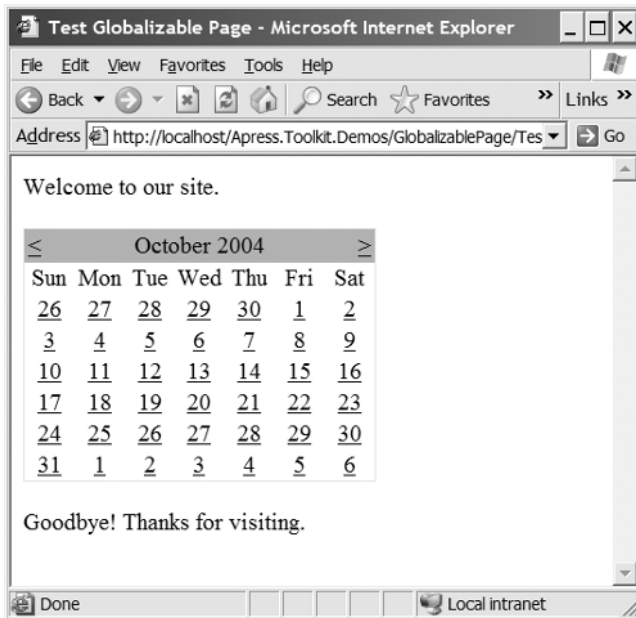 Test Globalizable Page - Microsoft Internet Explorer
File Edit View Favorites Tools Help
Back Search Favorites » Links »
Address http://localhost/Apress.Toolkit.Demos/GlobalizablePage/Tes Go
Welcome to our site.
< October 2004 >
Sun Mon Tue Wed Thu Fri Sat
26 27 28 29 30 1 2
3 4 5 6 7 8 9
10 11 12 13 14 15 16
17 18 19 20 21 22 23
24 25 26 27 28 29 30
31 1 2 3 4 5 6
Goodbye! Thanks for visiting.
Done Local intranet